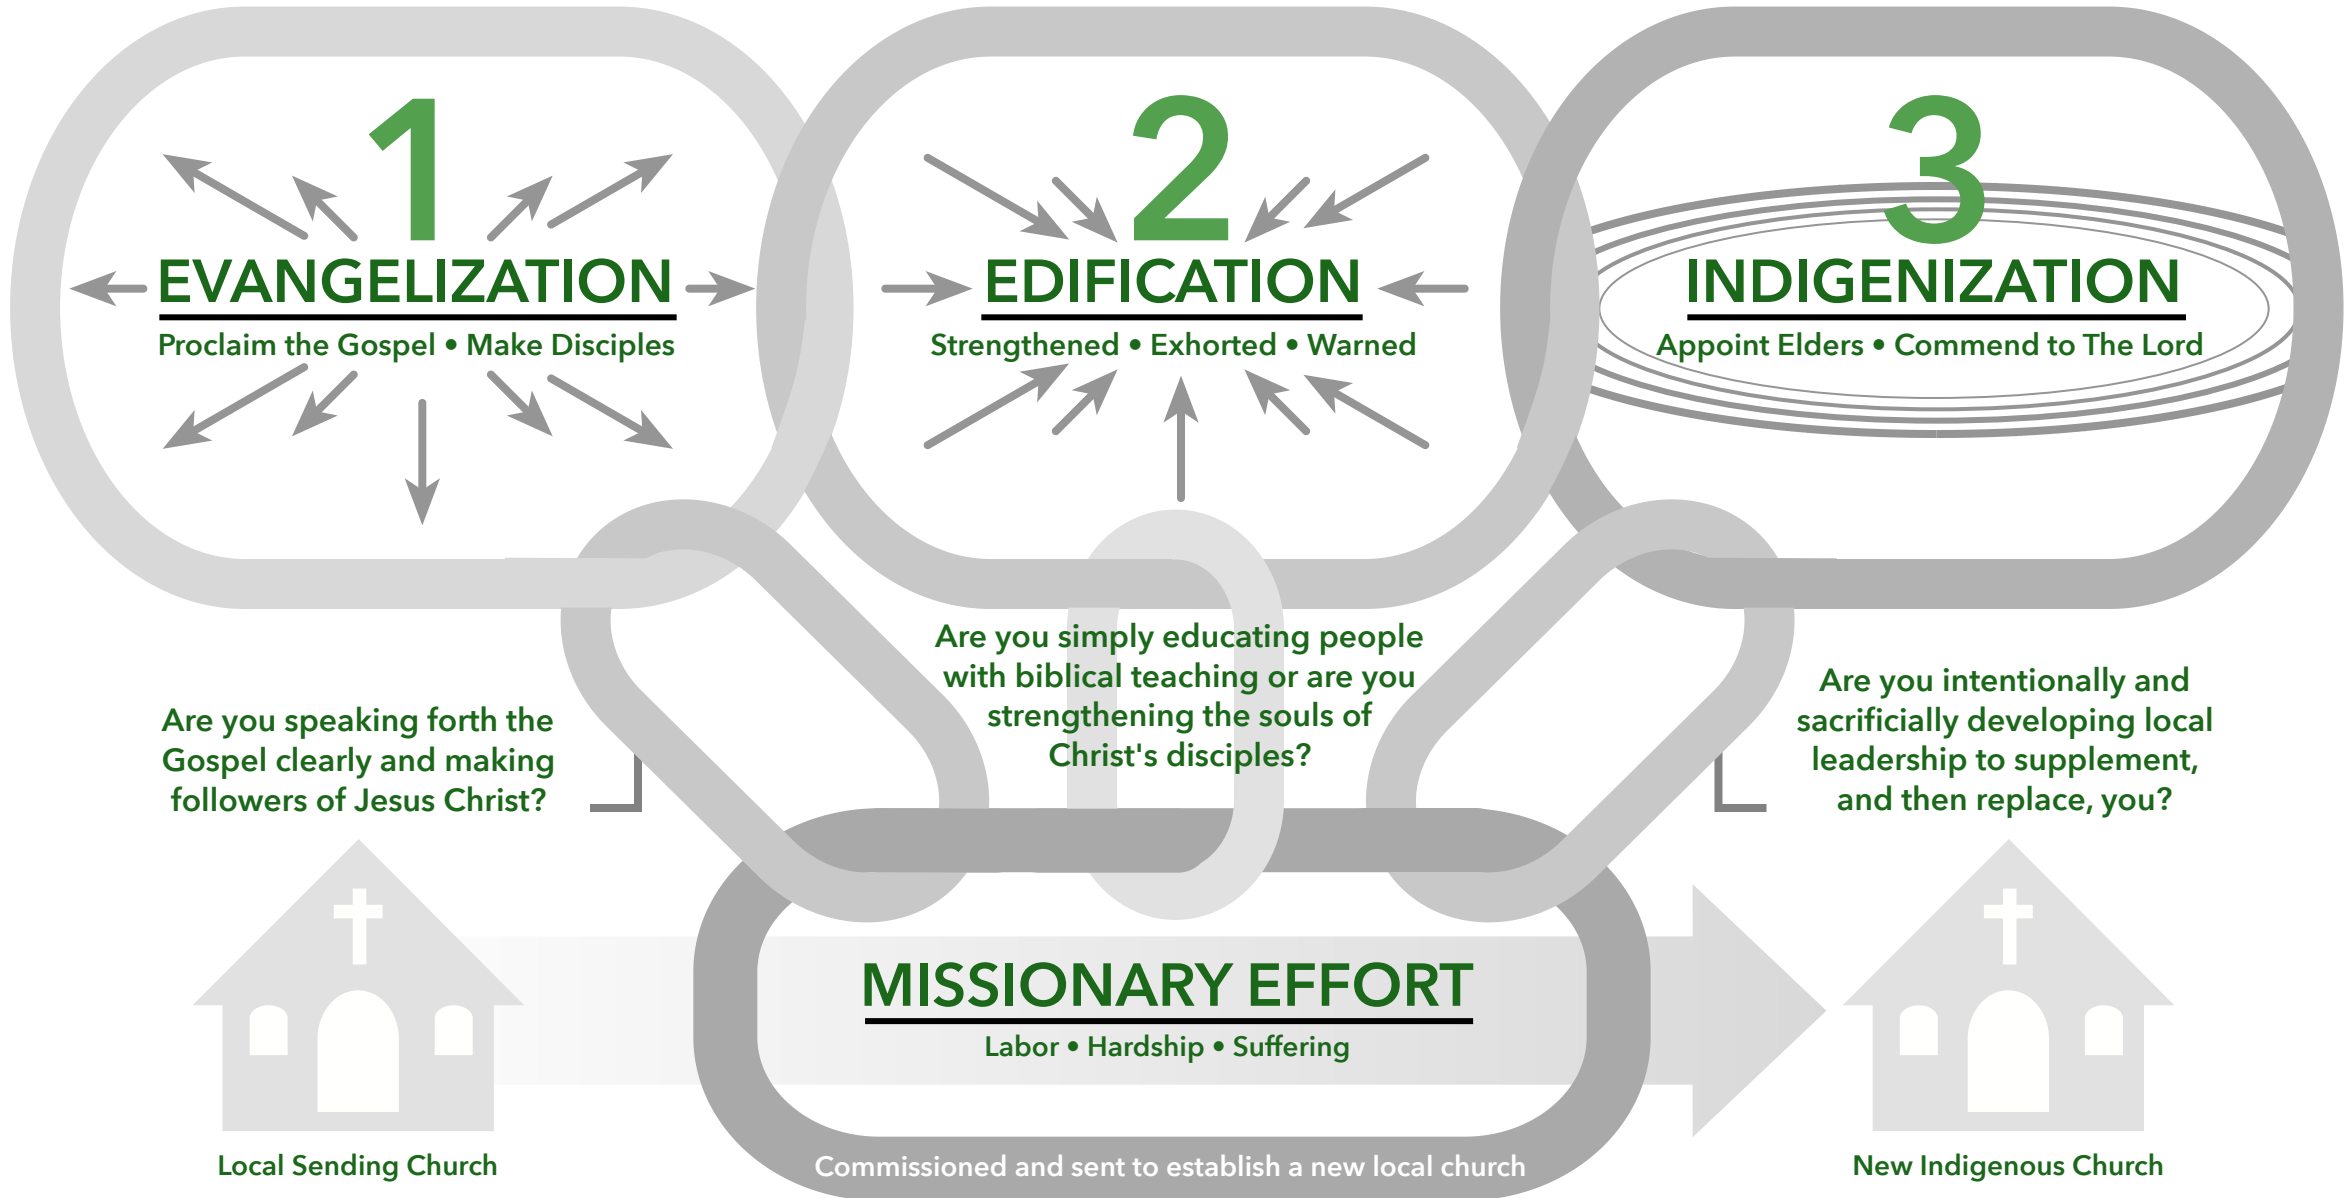 1
EVANGELIZATION
Proclaim the Gospel • Make Disciples
2
EDIFICATION
Strengthened • Exhorted • Warned
3
INDIGENIZATION
Appoint Elders • Commend to The Lord
Are you speaking forth the
Gospel clearly and making
followers of Jesus Christ?
Are you simply educating people
with biblical teaching or are you
strengthening the souls of
Christ's disciples?
Are you intentionally and
sacrificially developing local
leadership to supplement,
and then replace, you?
MISSIONARY EFFORT
Labor • Hardship • Suffering
Local Sending Church
Commissioned and sent to establish a new local church
New Indigenous Church